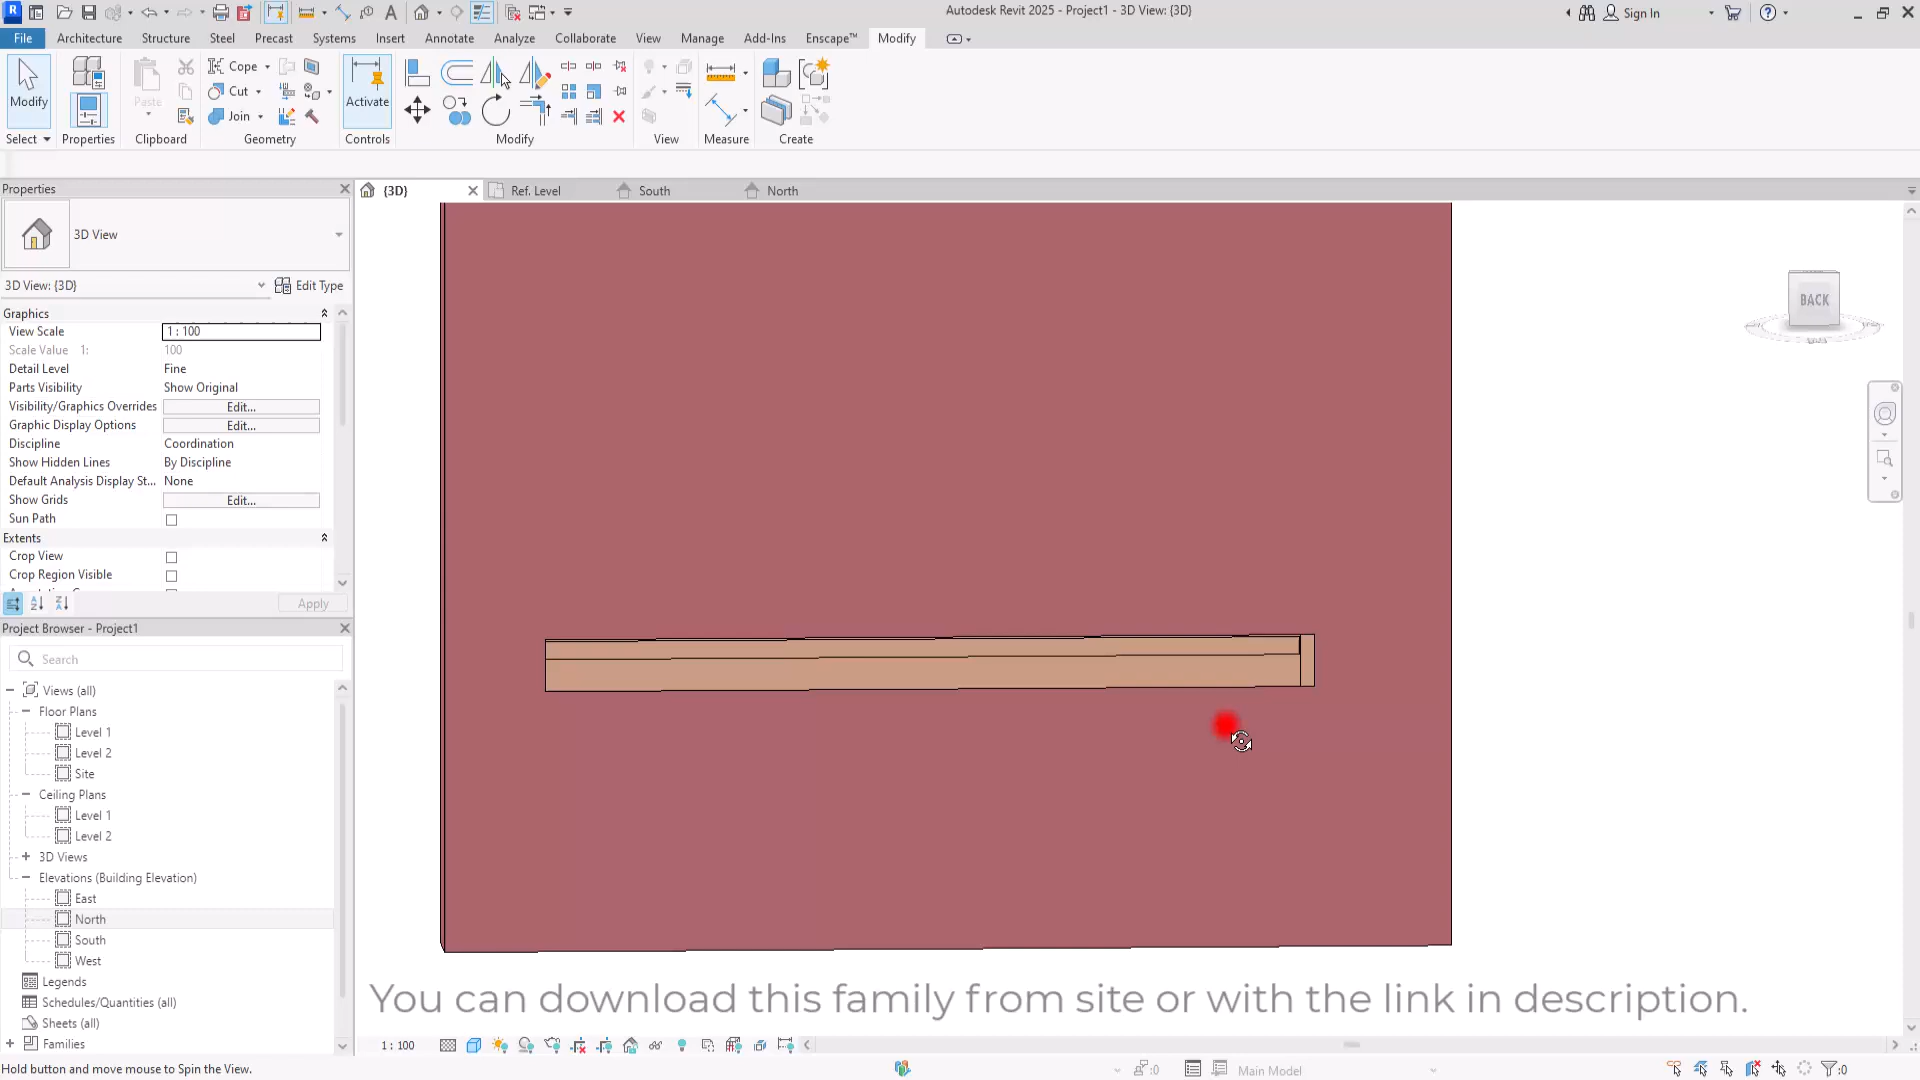 Autodesk Revit 2025 - Project1 - 3D View: {3D}
Sign In
File
Architecture
Structure
Steel
Precast
Systems
Insert
Annotate
Analyze
Collaborate
View
Manage
Add-Ins
Enscape™
Modify
Modify
Select
Properties
Paste
Clipboard
Cope
Cut
Join
Geometry
Activate
Controls
Modify
View
Measure
Create
Properties
{3D}
Ref. Level
South
North
3D View
3D View: {3D}
Edit Type
Graphics
View Scale
1 : 100
Scale Value 1:
100
Detail Level
Fine
Parts Visibility
Show Original
Visibility/Graphics Overrides
Edit...
Graphic Display Options
Edit...
Discipline
Coordination
Show Hidden Lines
By Discipline
Default Analysis Display St...
None
Show Grids
Edit...
Sun Path
Extents
Crop View
Crop Region Visible
Apply
BACK
Project Browser - Project1
Search
Views (all)
Floor Plans
Level 1
Level 2
Site
Ceiling Plans
Level 1
Level 2
3D Views
Elevations (Building Elevation)
East
North
South
West
Legends
Schedules/Quantities (all)
Sheets (all)
Families
You can download this family from site or with the link in description.
1 : 100
Hold button and move mouse to Spin the View.
:0
Main Model
:0